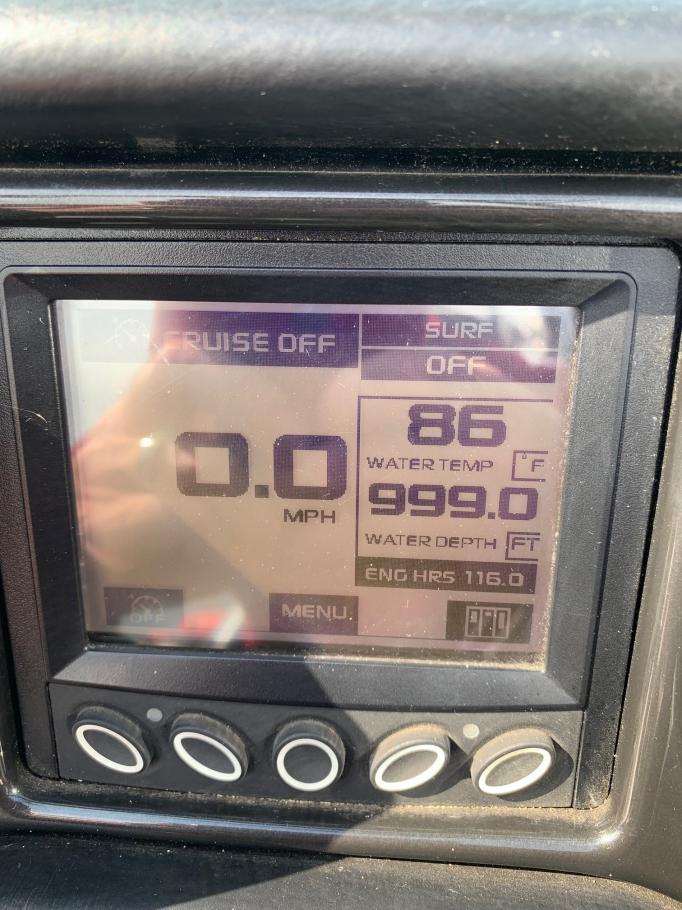 CRUISE OFF
SURF
OFF
0.0
MPH
86
WATER TEMP °F
999.0
WATER DEPTH FT
ENG HRS 116.0
OFF
MENU